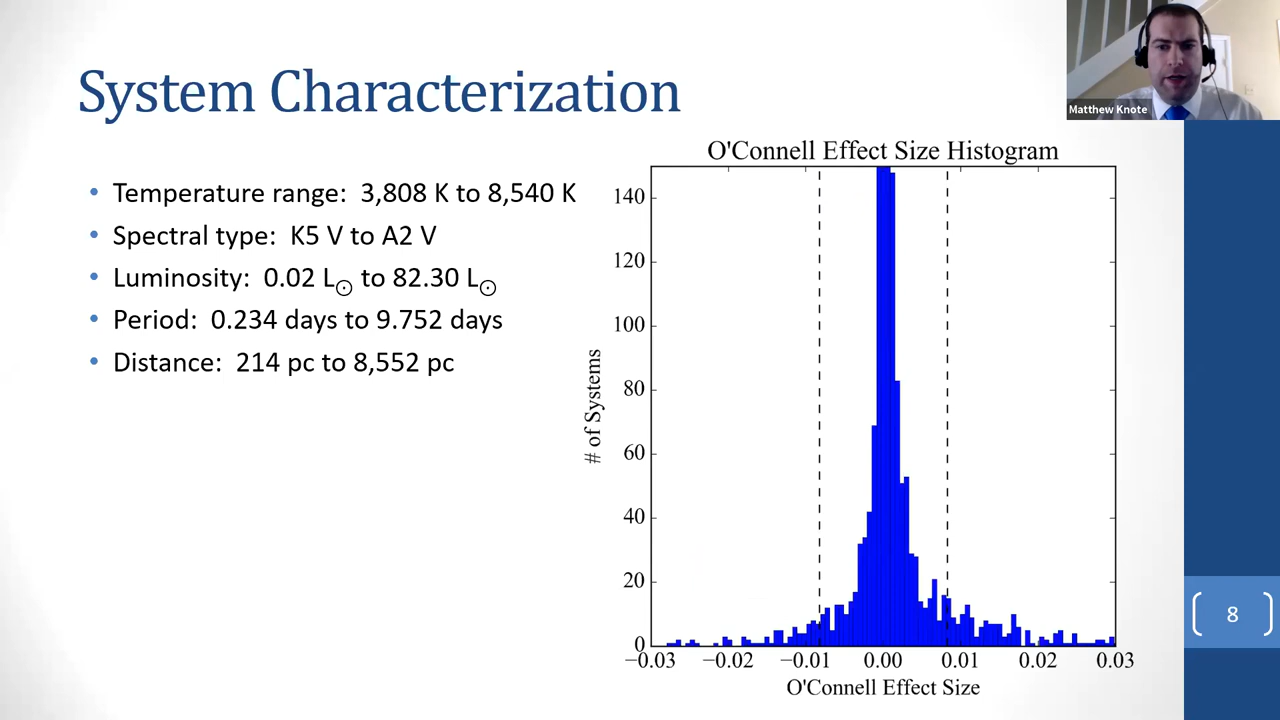 Matthew Knote
System Characterization
• Temperature range: 3,808 K to 8,540 K
• Spectral type: K5 V to A2 V
• Luminosity: 0.02 L☉ to 82.30 L☉
• Period: 0.234 days to 9.752 days
• Distance: 214 pc to 8,552 pc
O'Connell Effect Size Histogram
# of Systems
140
120
100
80
60
40
20
0
−0.03 −0.02 −0.01 0.00 0.01 0.02 0.03
O'Connell Effect Size
8